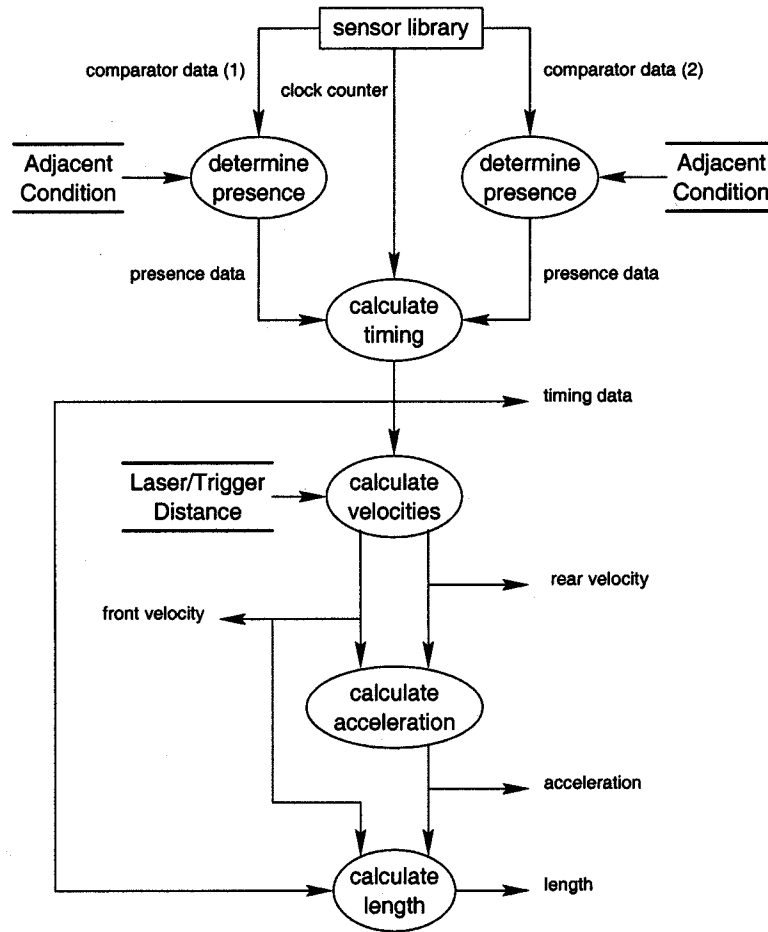 sensor library
comparator data (1)
clock counter
comparator data (2)
Adjacent
Condition
determine
presence
determine
presence
Adjacent
Condition
presence data
presence data
calculate
timing
timing data
Laser/Trigger
Distance
calculate
velocities
rear velocity
front velocity
calculate
acceleration
acceleration
calculate
length
length